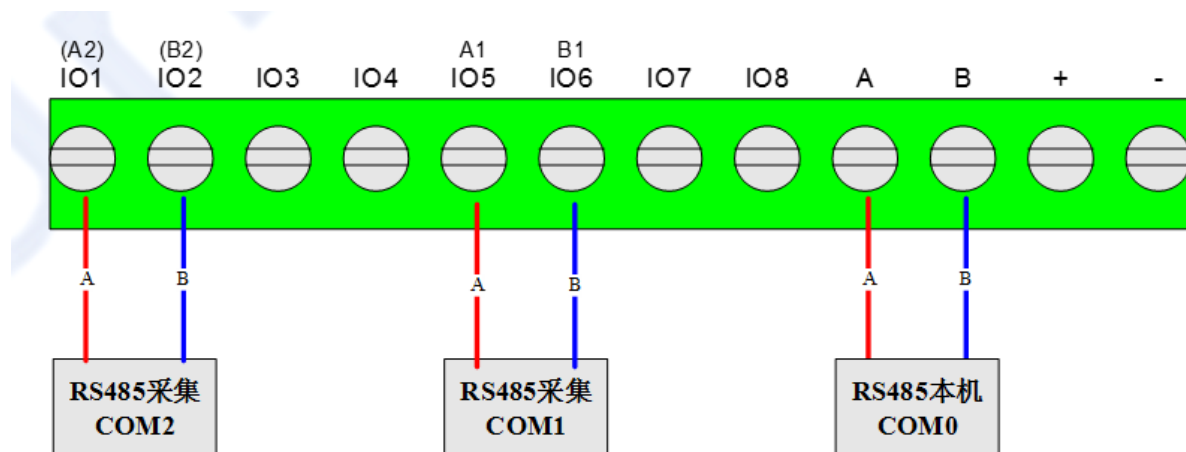 (A2) (B2) A1 B1
IO1 IO2 IO3 IO4 IO5 IO6 IO7 IO8 A B + -
A B A B A B
RS485采集 RS485采集 RS485本机
COM2 COM1 COM0